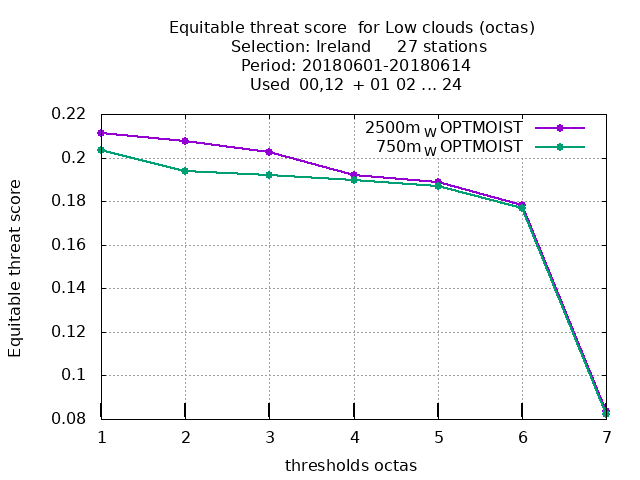 Equitable threat score  for Low clouds (octas)
Selection: Ireland     27 stations
Period: 20180601-20180614
Used  00,12  + 01 02 ... 24
0.22
0.2
0.18
0.16
0.14
0.12
0.1
0.08
Equitable threat score
2500m W OPTMOIST
750m W OPTMOIST
1 2 3 4 5 6 7
thresholds octas